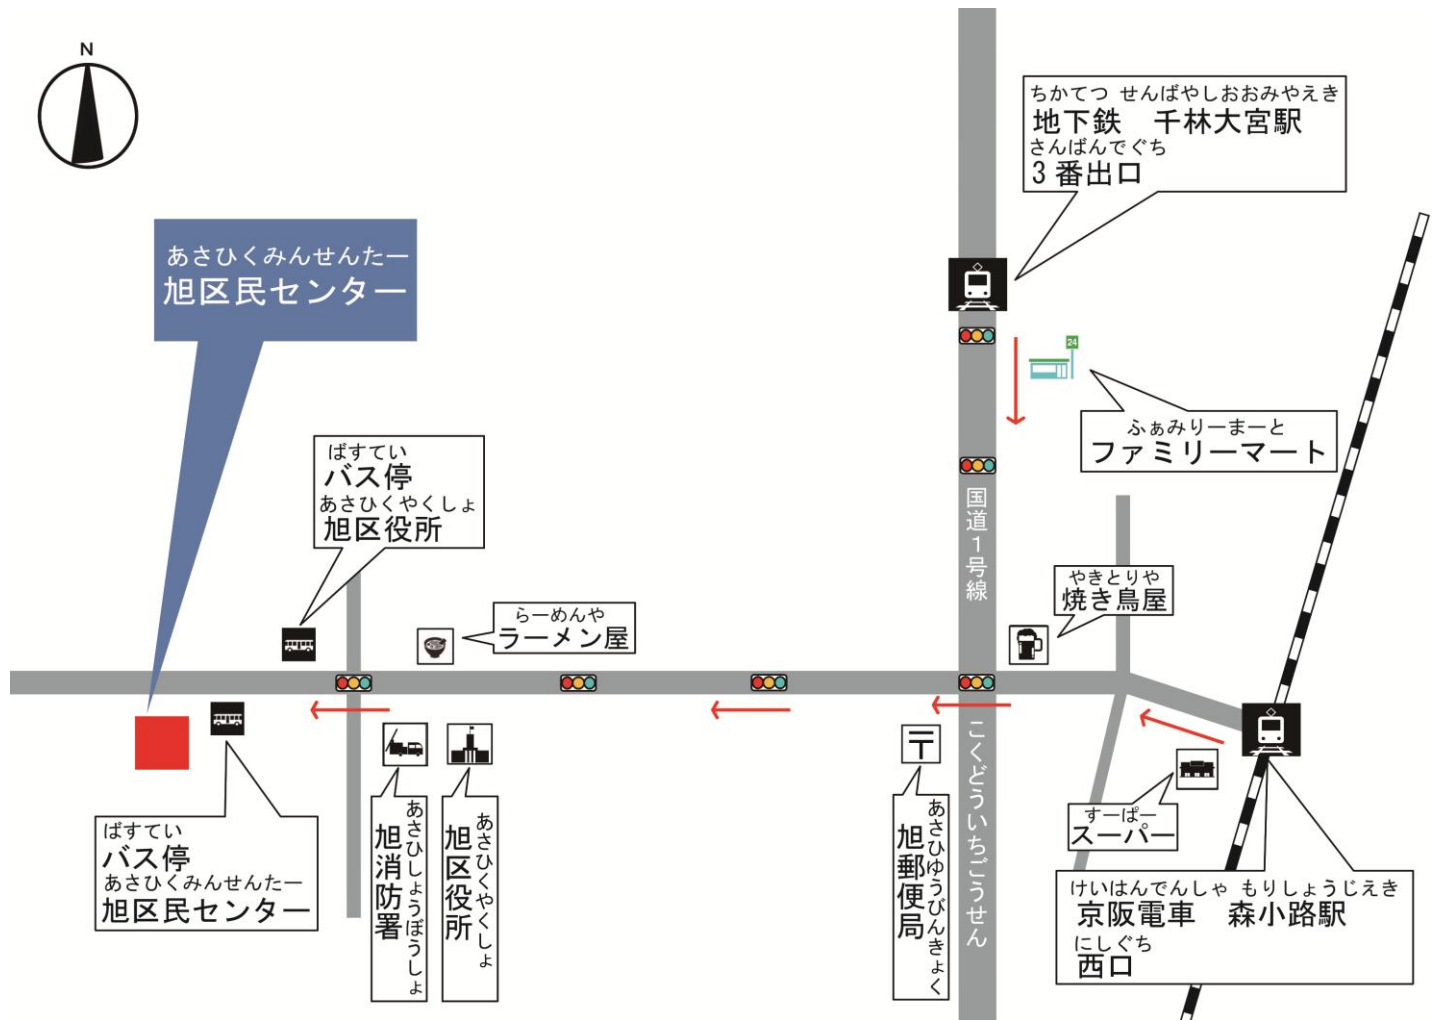 N
ちかてつ せんばやしおおみやえき
地下鉄 千林大宮駅
さんばんでぐち
3番出口
あさひくみんせんたー
旭区民センター
24
ふぁみりーまーと
ファミリーマート
ばすてい
バス停
あさひくやくしょ
旭区役所
国道1号線
やきとりや
焼き鳥屋
らーめんや
ラーメン屋
こくどういちごうせん
すーぱー
スーパー
ばすてい
バス停
あさひくみんせんたー
旭区民センター
あさひしょうぼうしょ
旭消防署
あさひくやくしょ
旭区役所
あさひゆうびんきょく
旭郵便局
けいはんでんしゃ もりしょうじえき
京阪電車 森小路駅
にしぐち
西口